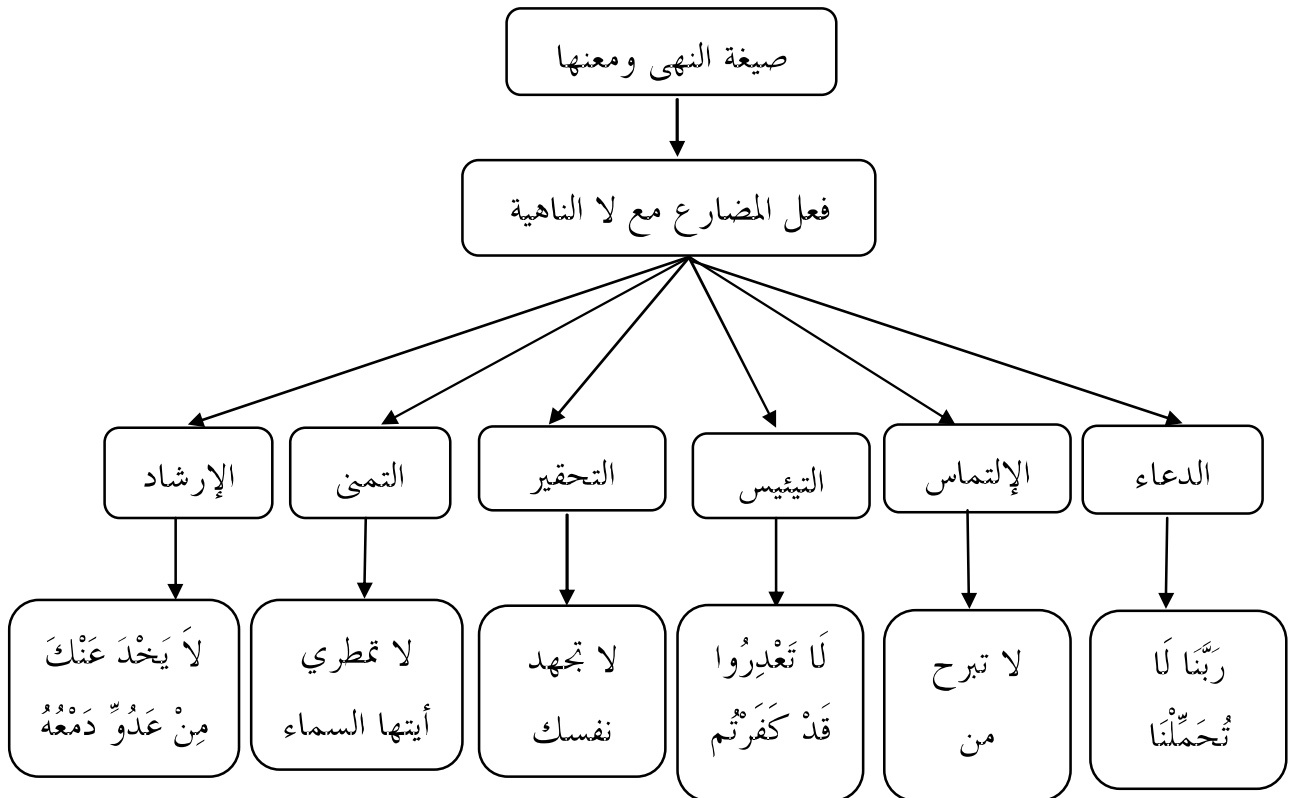 صيغة النهى ومعنها
فعل المضارع مع لا الناهية
الدعاء
الإلتماس
التيئيس
التحقير
التمنى
الإرشاد
رَبَّنَا لَا
تُحَمِّلْنَا
لا تبرح
من
لَا تَعْدِرُوا
قَدْ كَفَرْتُم
لا تجهد
نفسك
لا تمطري
أيتها السماء
لاَ يَخْدَ عَنْكَ
مِنْ عَدُوٍّ دَمْعُهُ